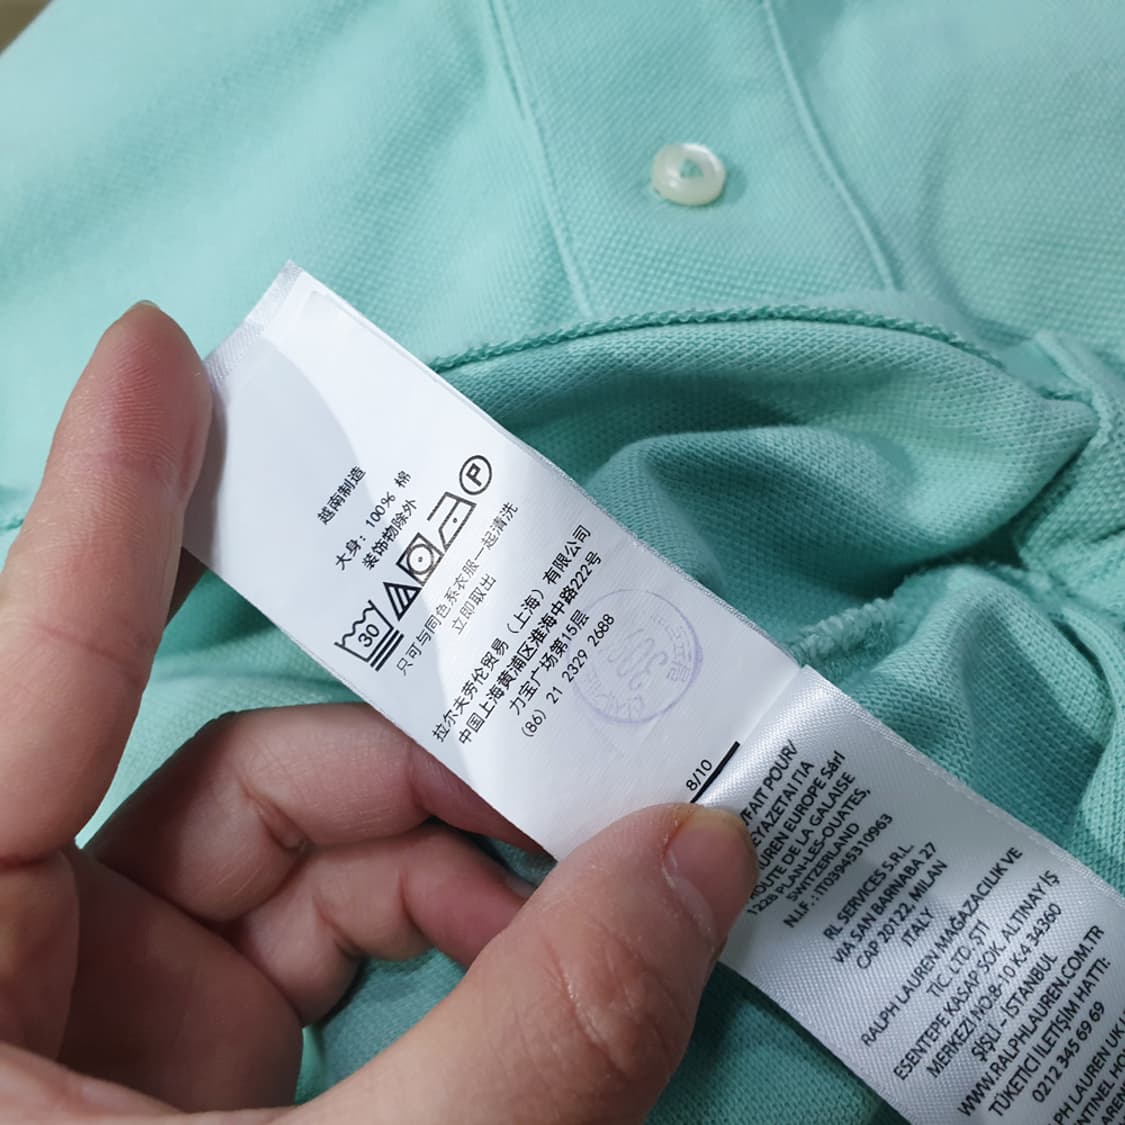 越南制造
大身：100% 棉
装饰物除外
30
P
只可与同色系衣服一起清洗
立即取出
拉尔夫劳伦贸易（上海）有限公司
中国上海黄浦区淮海中路222号
力宝广场第15层
(86) 21 2329 2688
300
8/10
FAIT POUR/
LAUREN EUROPE Sàrl
ROUTE DE LA GALAISE
1228 PLAN-LES-OUATES,
SWITZERLAND
N.I.F.: IT03945310963
RL SERVICES S.R.L
VIA SAN BARNABA 27
CAP 20122, MILAN
ITALY
RALPH LAUREN MAĞAZACILIK VE
TİC. LTD. ŞTİ
ESENTEPE KASAP SOK. ALTINAY İŞ
MERKEZİ NO:8-10 K:4 34360
ŞİŞLİ – İSTANBUL
WWW.RALPHLAUREN.COM.TR
TÜKETİCİ İLETİŞİM HATTI:
0212 345 69 69
PH LAUREN UK